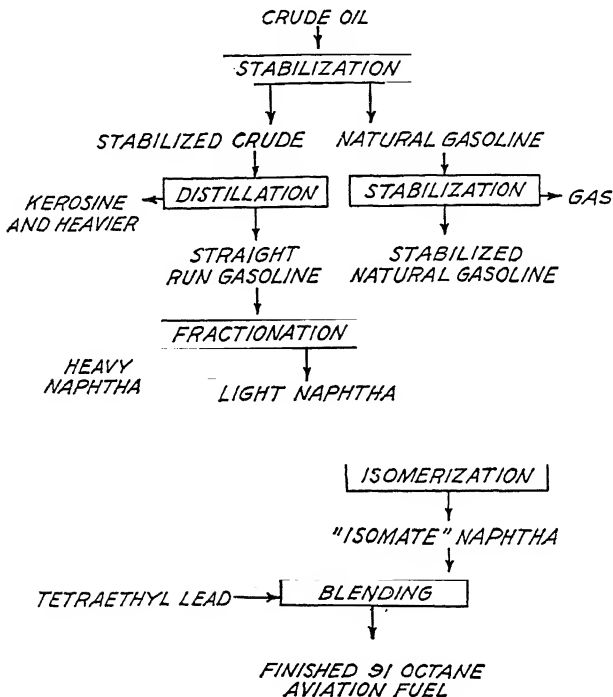 CRUDE OIL
STABILIZATION
STABILIZED CRUDE NATURAL GASOLINE
KEROSINE AND HEAVIER
DISTILLATION
STABILIZATION
GAS
STRAIGHT
RUN GASOLINE
STABILIZED
NATURAL GASOLINE
FRACTIONATION
HEAVY
NAPHTHA
LIGHT NAPHTHA
ISOMERIZATION
"ISOMATE" NAPHTHA
TETRAETHYL LEAD
BLENDING
FINISHED 91 OCTANE
AVIATION FUEL